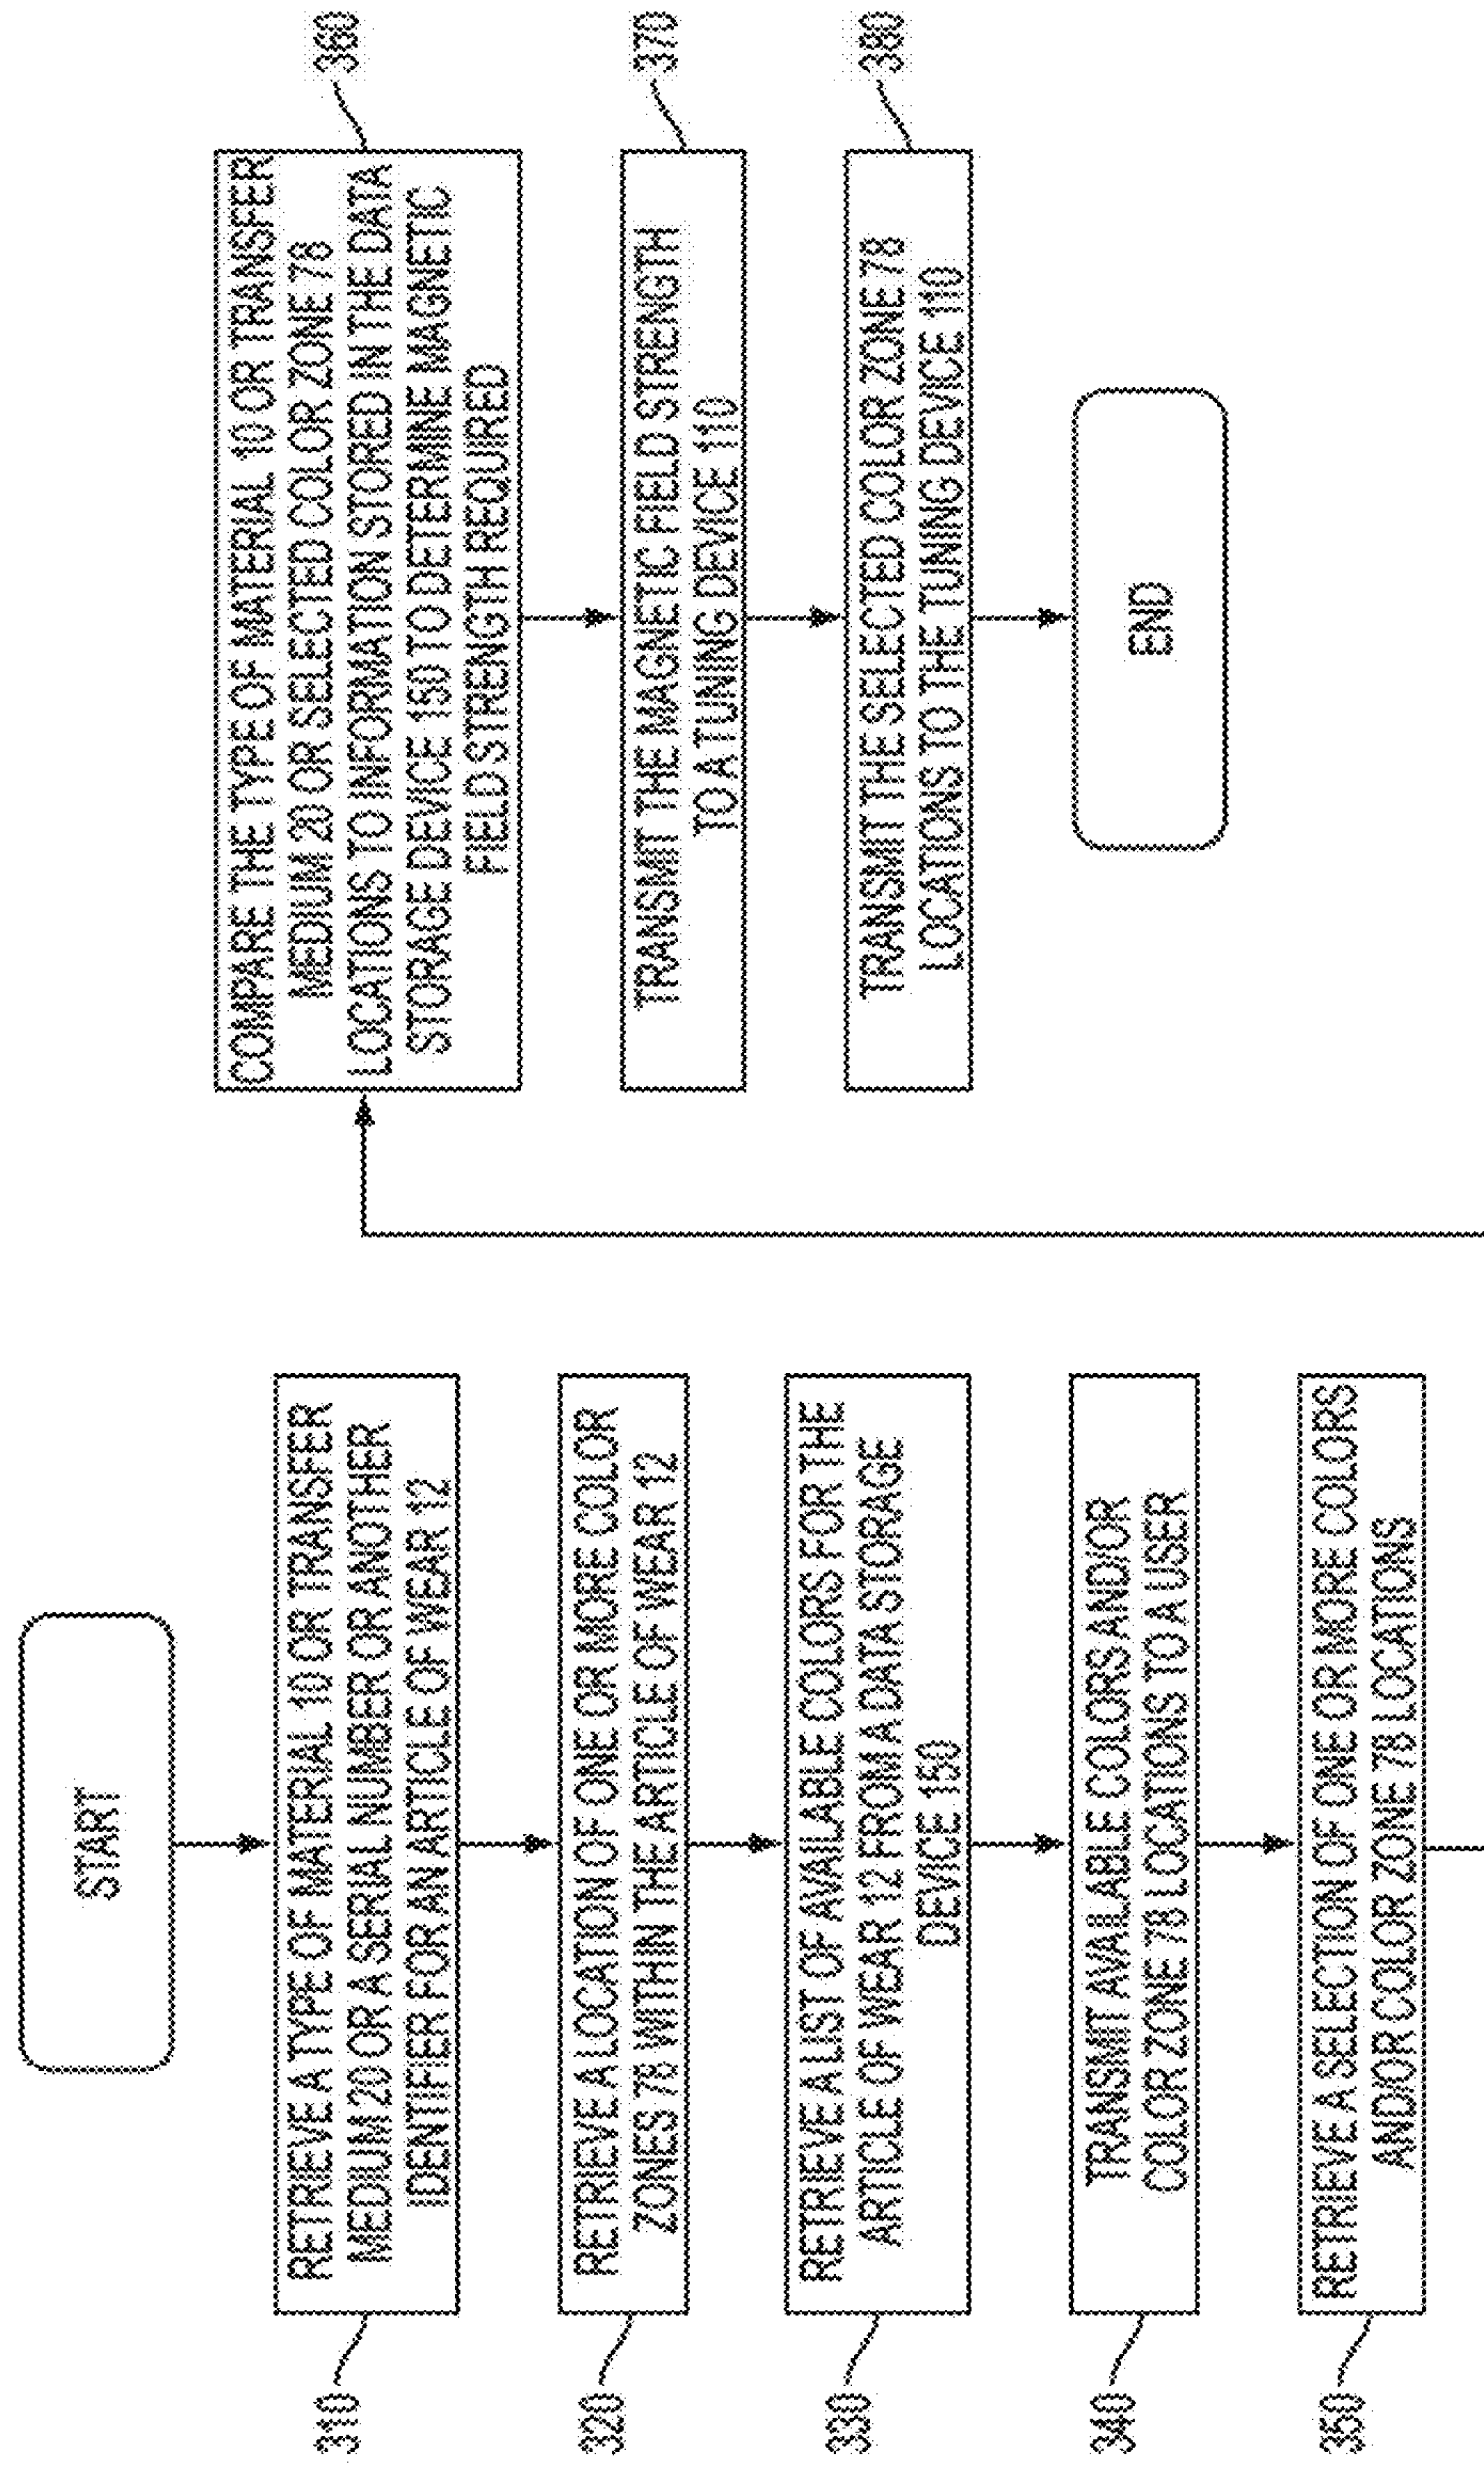 START
310
RETRIEVE A TYPE OF MATERIAL 10 OR TRANSFER
MEDIUM 20 OR A SERIAL NUMBER OR ANOTHER
IDENTIFIER FOR AN ARTICLE OF WEAR 12
320
RETRIEVE A LOCATION OF ONE OR MORE COLOR
ZONES 78 WITHIN THE ARTICLE OF WEAR 12
330
RETRIEVE A LIST OF AVAILABLE COLORS FOR THE
ARTICLE OF WEAR 12 FROM A DATA STORAGE
DEVICE 150
340
TRANSMIT AVAILABLE COLORS AND/OR
COLOR ZONE 78 LOCATIONS TO A USER
350
RETRIEVE A SELECTION OF ONE OR MORE COLORS
AND/OR COLOR ZONE 78 LOCATIONS
360
COMPARE THE TYPE OF MATERIAL 10 OR TRANSFER
MEDIUM 20 OR SELECTED COLOR ZONE 78
LOCATIONS TO INFORMATION STORED IN THE DATA
STORAGE DEVICE 150 TO DETERMINE MAGNETIC
FIELD STRENGTH REQUIRED
370
TRANSMIT THE MAGNETIC FIELD STRENGTH
TO A TUNING DEVICE 110
380
TRANSMIT THE SELECTED COLOR ZONE 78
LOCATIONS TO THE TUNING DEVICE 110
END